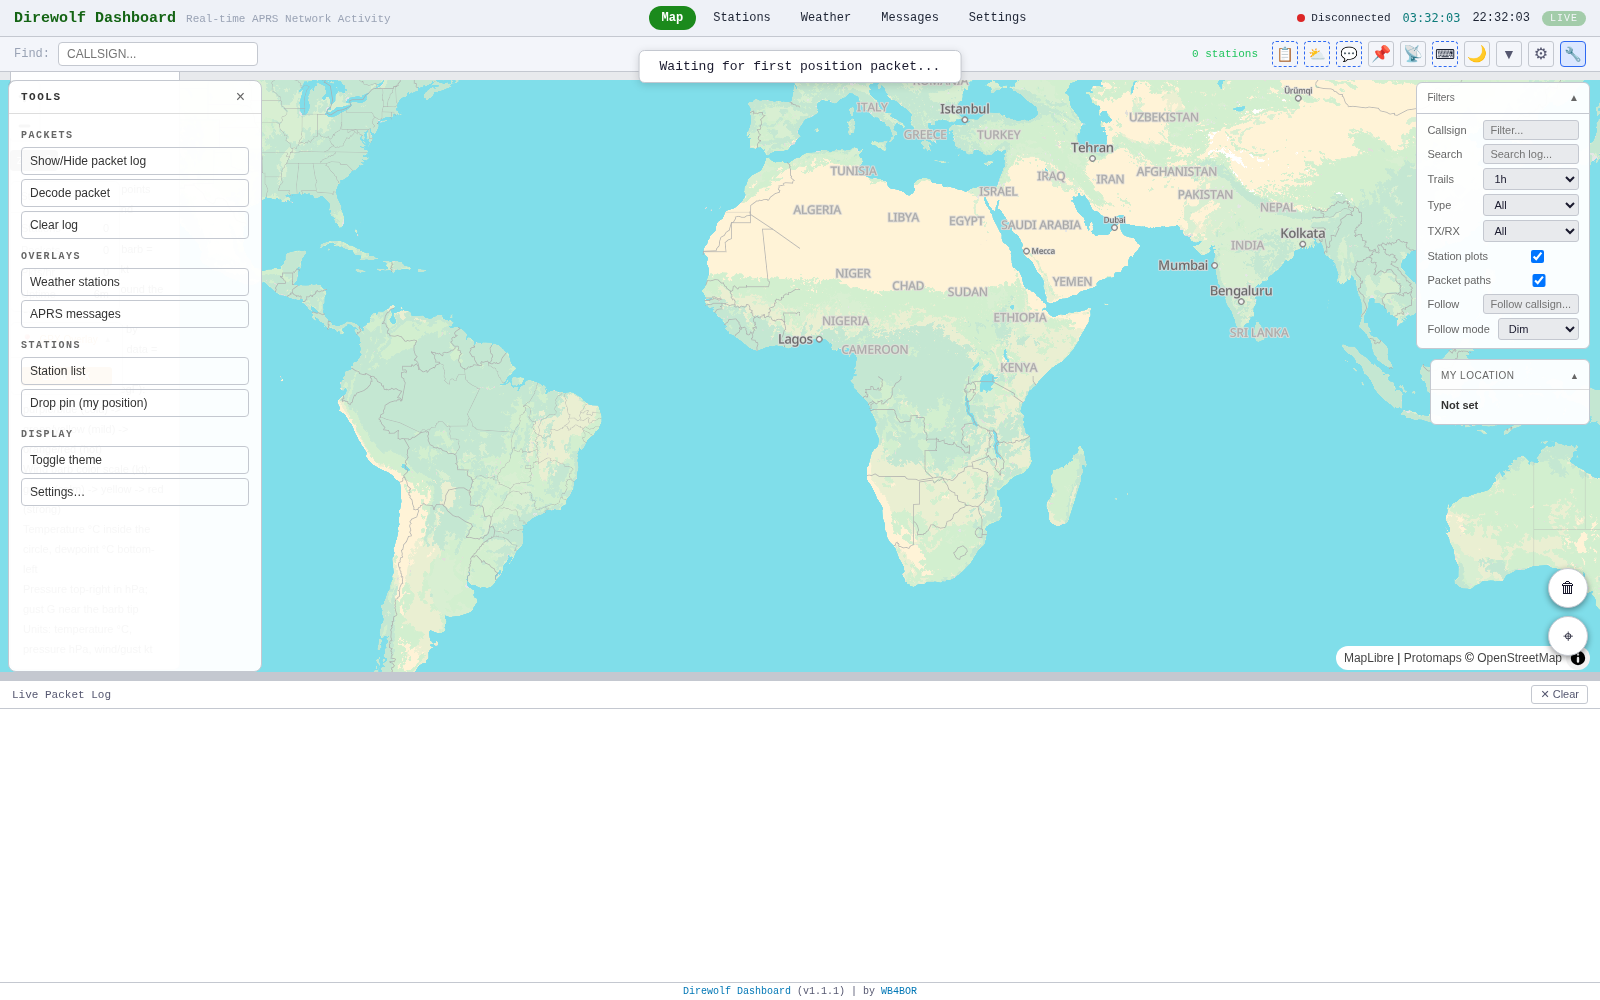 Direwolf Dashboard Real-time APRS Network Activity
Map Stations Weather Messages Settings
Disconnected 03:32:03 22:32:03 LIVE
Find: CALLSIGN...
0 stations
Waiting for first position packet...
TOOLS ×
PACKETS
Show/Hide packet log
Decode packet
Clear log
OVERLAYS
Weather stations
APRS messages
STATIONS
Station list
Drop pin (my position)
DISPLAY
Toggle theme
Settings…
ITALY
Istanbul
GREECE
TURKEY
UZBEKISTAN
Ürümqi
Tehran
TUNISIA
ISRAEL
IRAQ
IRAN
AFGHANISTAN
PAKISTAN
NEPAL
ALGERIA
LIBYA
EGYPT
SAUDI ARABIA
Dubai
Kolkata
Mecca
INDIA
Mumbai
NIGER
CHAD
SUDAN
YEMEN
Bengaluru
NIGERIA
ETHIOPIA
SRI LANKA
Lagos
CAMEROON
KENYA
Filters ▲
Callsign Filter...
Search Search log...
Trails 1h
Type All
TX/RX All
Station plots
Packet paths
Follow Follow callsign...
Follow mode Dim
MY LOCATION ▲
Not set
MapLibre | Protomaps © OpenStreetMap
Live Packet Log
✕ Clear
Direwolf Dashboard (v1.1.1) | by WB4BOR